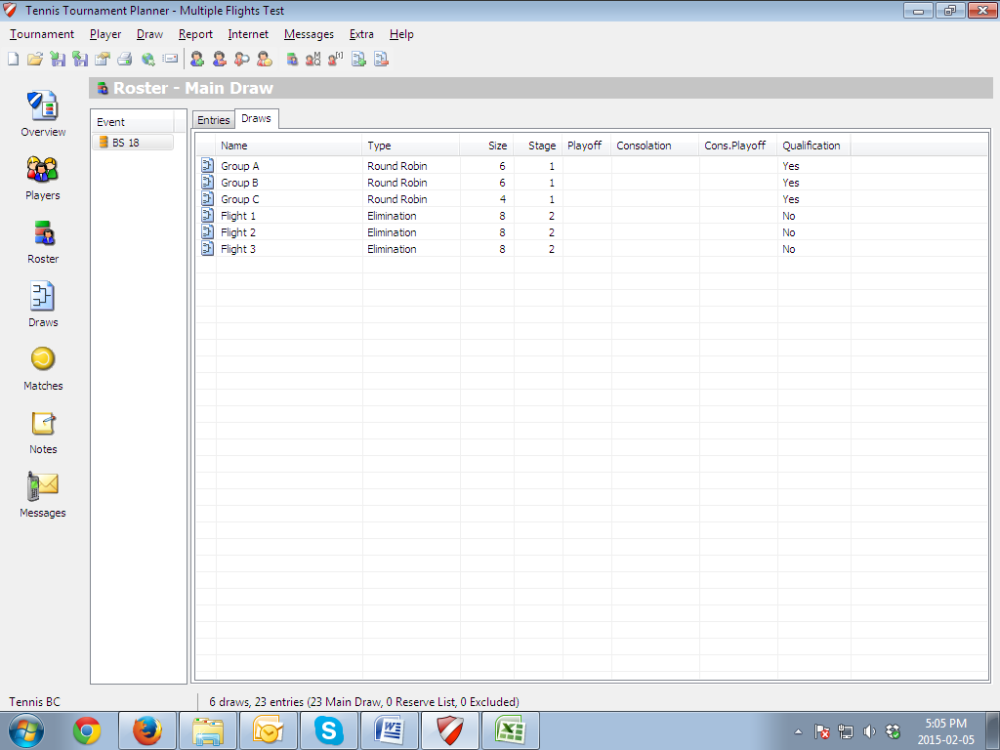 Tennis Tournament Planner - Multiple Flights Test
Tournament Player Draw Report Internet Messages Extra Help
Roster - Main Draw
Overview
Players
Roster
Draws
Matches
Notes
Messages
Event
BS 18
Entries Draws
Name Type Size Stage Playoff Consolation Cons.Playoff Qualification
Group A Round Robin 6 1 Yes
Group B Round Robin 6 1 Yes
Group C Round Robin 4 1 Yes
Flight 1 Elimination 8 2 No
Flight 2 Elimination 8 2 No
Flight 3 Elimination 8 2 No
Tennis BC 6 draws, 23 entries (23 Main Draw, 0 Reserve List, 0 Excluded)
5:05 PM
2015-02-05